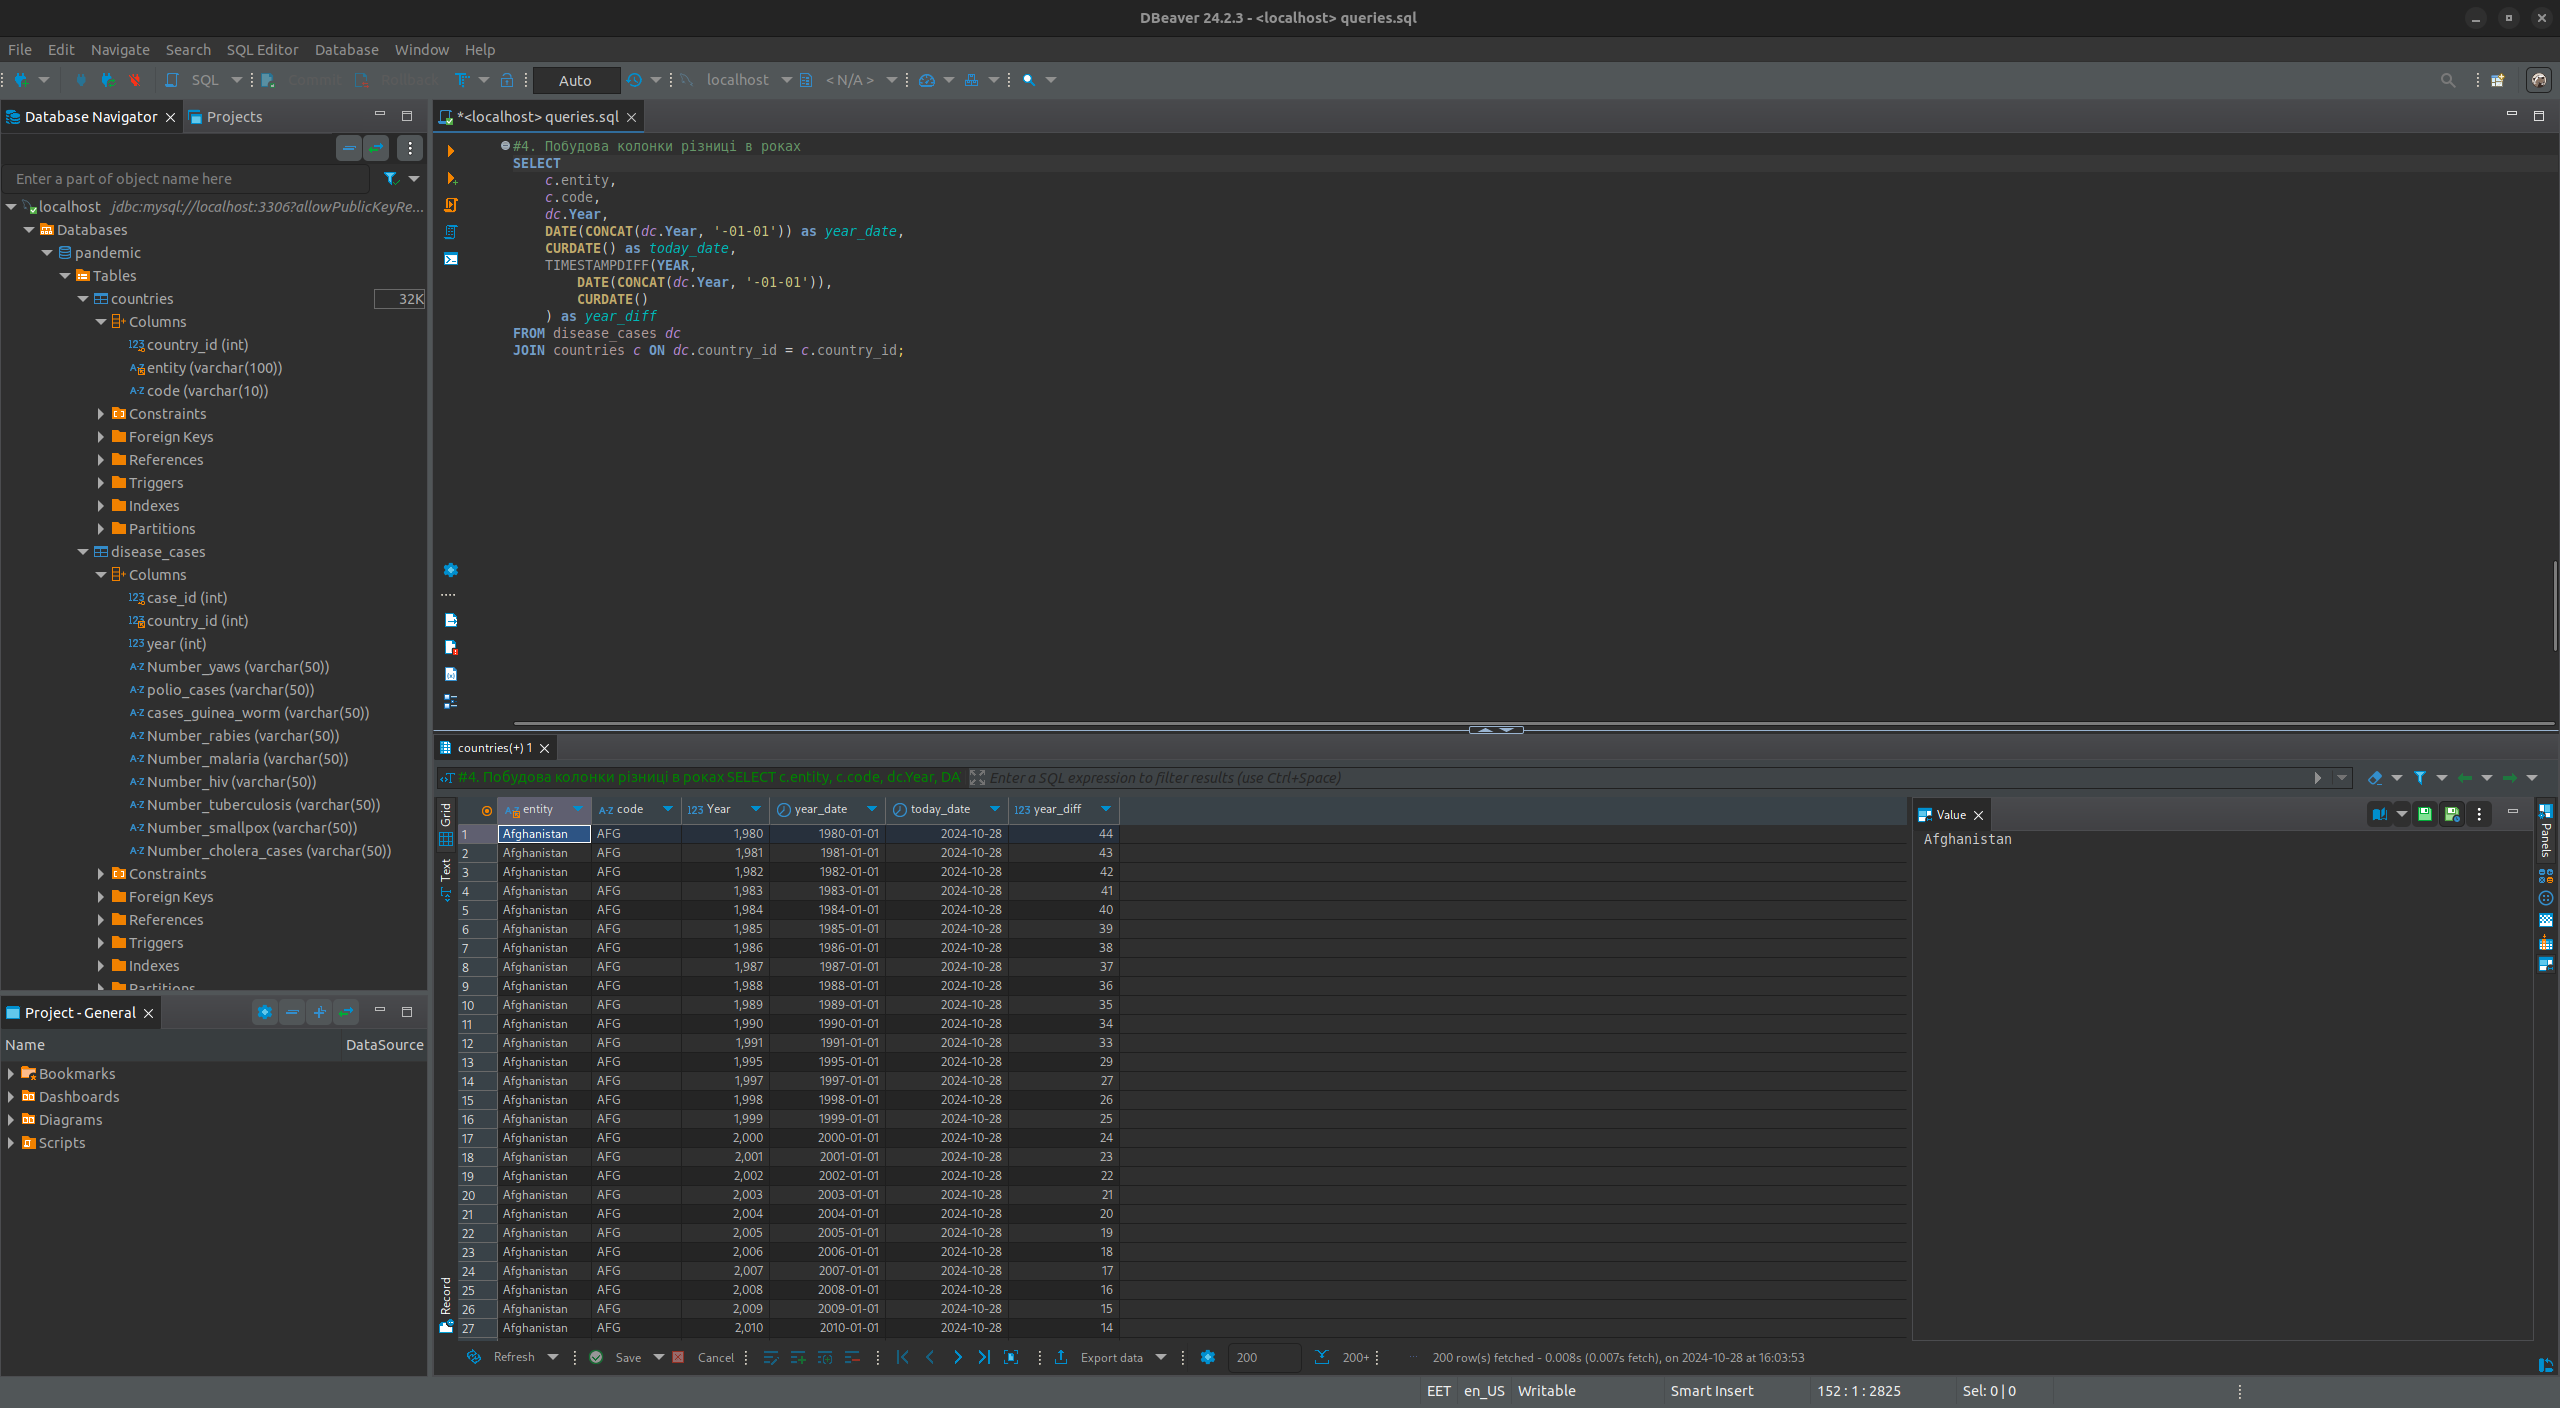 DBeaver 24.2.3 - <localhost> queries.sql
File Edit Navigate Search SQL Editor Database Window Help
SQL Commit Rollback Auto localhost < N/A >
Database Navigator Projects
*<localhost> queries.sql
Enter a part of object name here
localhost jdbc:mysql://localhost:3306?allowPublicKeyRe...
Databases
pandemic
Tables
countries 32K
Columns
country_id (int)
entity (varchar(100))
code (varchar(10))
Constraints
Foreign Keys
References
Triggers
Indexes
Partitions
disease_cases
Columns
case_id (int)
country_id (int)
year (int)
Number_yaws (varchar(50))
polio_cases (varchar(50))
cases_guinea_worm (varchar(50))
Number_rabies (varchar(50))
Number_malaria (varchar(50))
Number_hiv (varchar(50))
Number_tuberculosis (varchar(50))
Number_smallpox (varchar(50))
Number_cholera_cases (varchar(50))
Constraints
Foreign Keys
References
Triggers
Indexes
Partitions
Project - General
Name DataSource
Bookmarks
Dashboards
Diagrams
Scripts
#4. Побудова колонки різниці в роках
SELECT
c.entity,
c.code,
dc.Year,
DATE(CONCAT(dc.Year, '-01-01')) as year_date,
CURDATE() as today_date,
TIMESTAMPDIFF(YEAR,
DATE(CONCAT(dc.Year, '-01-01')),
CURDATE()
) as year_diff
FROM disease_cases dc
JOIN countries c ON dc.country_id = c.country_id;
countries(+) 1
#4. Побудова колонки різниці в роках SELECT c.entity, c.code, dc.Year, DA Enter a SQL expression to filter results (use Ctrl+Space)
Grid
Text
Record
entity code Year year_date today_date year_diff
1 Afghanistan AFG 1,980 1980-01-01 2024-10-28 44
2 Afghanistan AFG 1,981 1981-01-01 2024-10-28 43
3 Afghanistan AFG 1,982 1982-01-01 2024-10-28 42
4 Afghanistan AFG 1,983 1983-01-01 2024-10-28 41
5 Afghanistan AFG 1,984 1984-01-01 2024-10-28 40
6 Afghanistan AFG 1,985 1985-01-01 2024-10-28 39
7 Afghanistan AFG 1,986 1986-01-01 2024-10-28 38
8 Afghanistan AFG 1,987 1987-01-01 2024-10-28 37
9 Afghanistan AFG 1,988 1988-01-01 2024-10-28 36
10 Afghanistan AFG 1,989 1989-01-01 2024-10-28 35
11 Afghanistan AFG 1,990 1990-01-01 2024-10-28 34
12 Afghanistan AFG 1,991 1991-01-01 2024-10-28 33
13 Afghanistan AFG 1,995 1995-01-01 2024-10-28 29
14 Afghanistan AFG 1,997 1997-01-01 2024-10-28 27
15 Afghanistan AFG 1,998 1998-01-01 2024-10-28 26
16 Afghanistan AFG 1,999 1999-01-01 2024-10-28 25
17 Afghanistan AFG 2,000 2000-01-01 2024-10-28 24
18 Afghanistan AFG 2,001 2001-01-01 2024-10-28 23
19 Afghanistan AFG 2,002 2002-01-01 2024-10-28 22
20 Afghanistan AFG 2,003 2003-01-01 2024-10-28 21
21 Afghanistan AFG 2,004 2004-01-01 2024-10-28 20
22 Afghanistan AFG 2,005 2005-01-01 2024-10-28 19
23 Afghanistan AFG 2,006 2006-01-01 2024-10-28 18
24 Afghanistan AFG 2,007 2007-01-01 2024-10-28 17
25 Afghanistan AFG 2,008 2008-01-01 2024-10-28 16
26 Afghanistan AFG 2,009 2009-01-01 2024-10-28 15
27 Afghanistan AFG 2,010 2010-01-01 2024-10-28 14
Value
Afghanistan
Panels
Refresh Save Cancel Export data 200 200+ 200 row(s) fetched - 0.008s (0.007s fetch), on 2024-10-28 at 16:03:53
EET en_US Writable Smart Insert 152 : 1 : 2825 Sel: 0 | 0